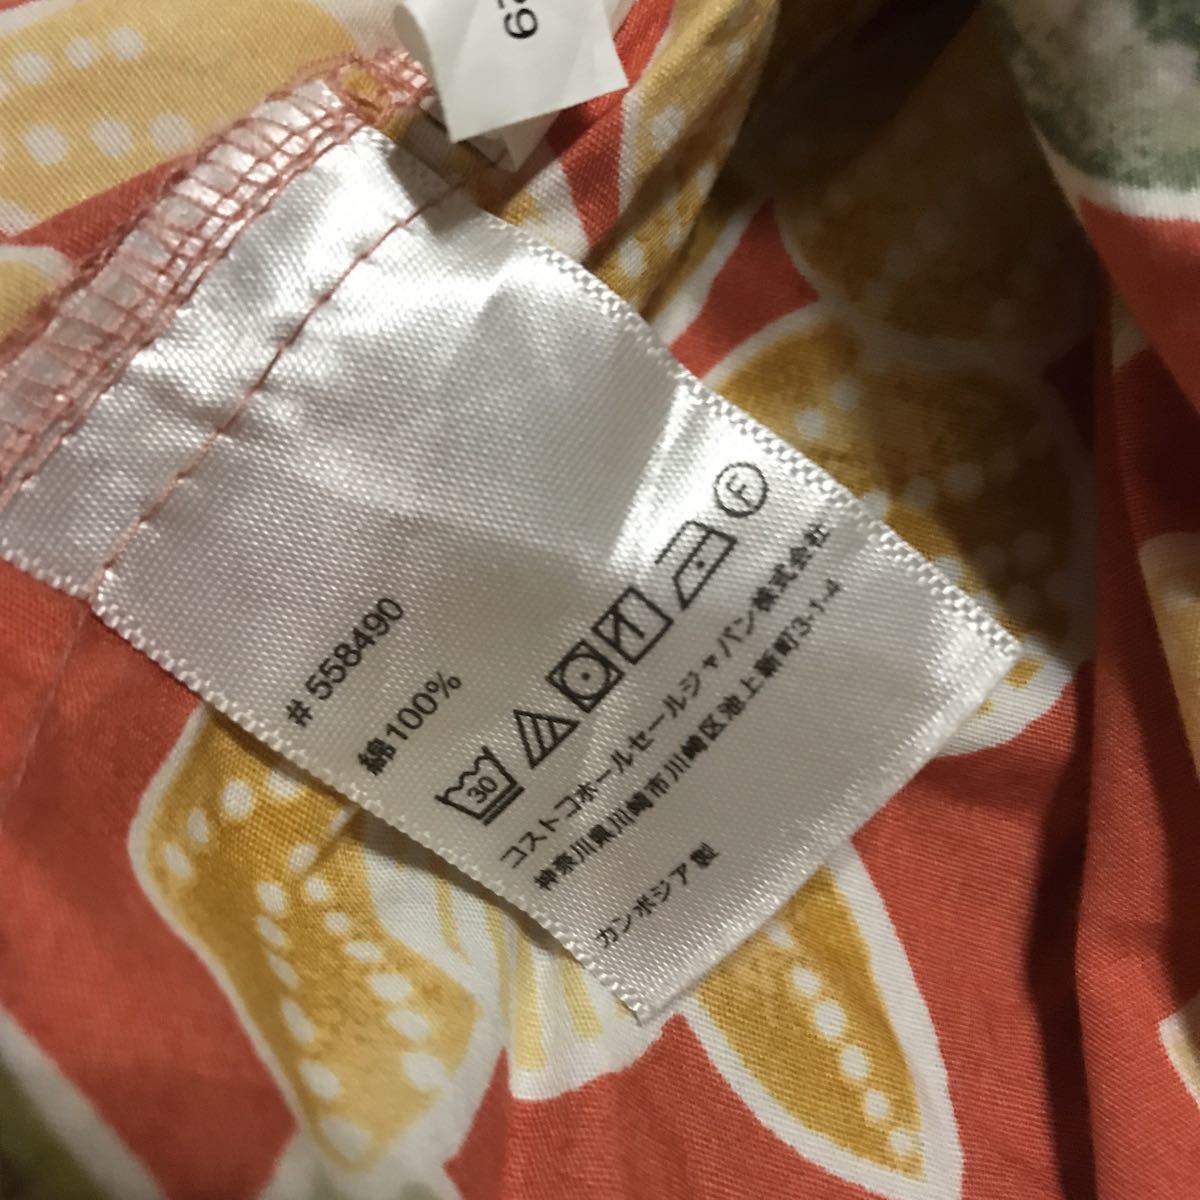 62
#558490
綿100%
30 F
コストコホールセールジャパン株式会社
神奈川県川崎市川崎区池上新町3-1-4
カンボジア製